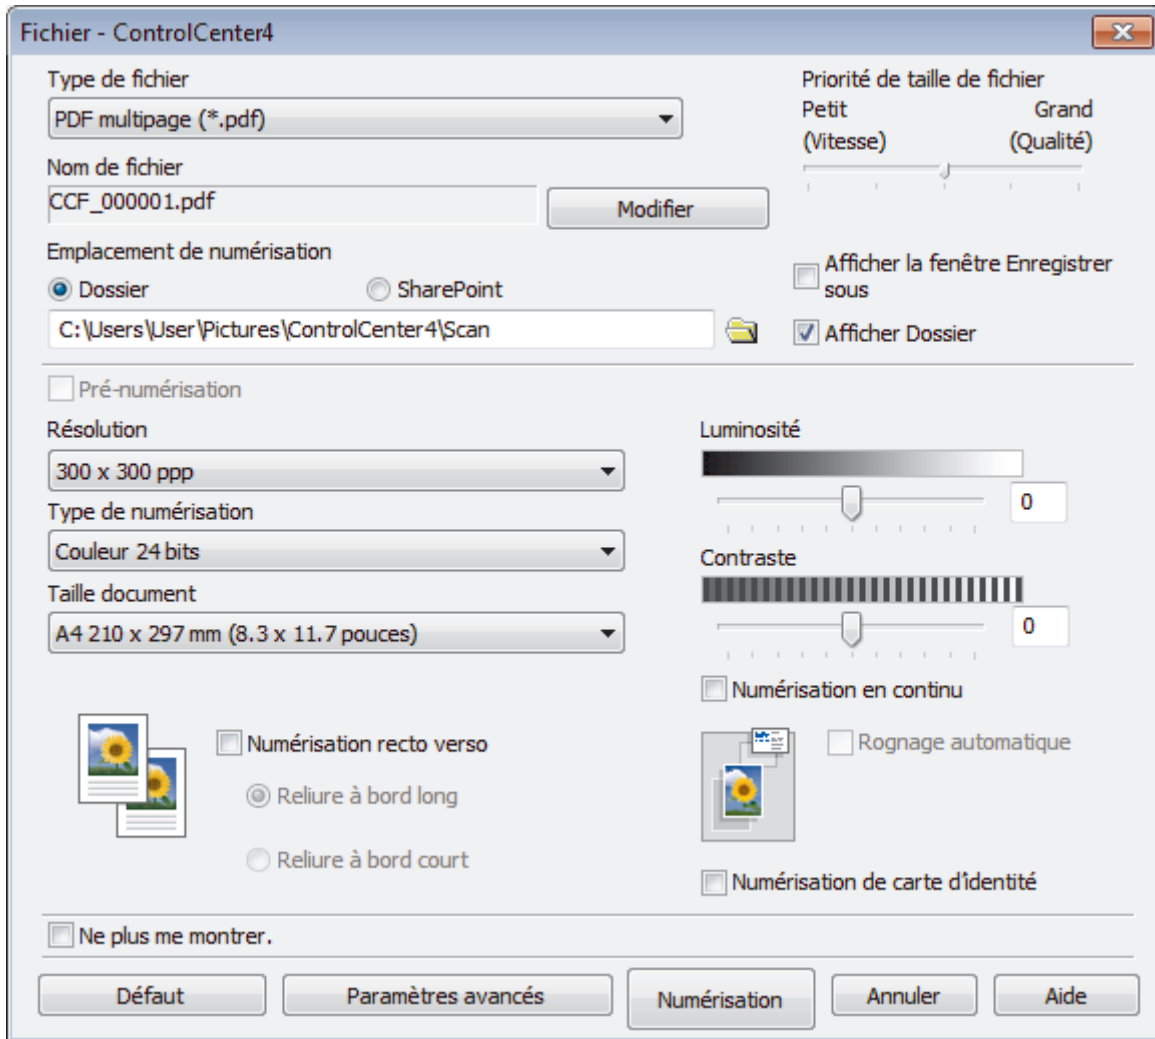 Fichier - ControlCenter4
Type de fichier
PDF multipage (*.pdf)
Priorité de taille de fichier
Petit
Grand
(Vitesse)
(Qualité)
Nom de fichier
CCF_000001.pdf
Modifier
Emplacement de numérisation
Dossier
SharePoint
C:\Users\User\Pictures\ControlCenter4\Scan
Afficher la fenêtre Enregistrer
sous
Afficher Dossier
Pré-numérisation
Résolution
300 x 300 ppp
Type de numérisation
Couleur 24 bits
Taille document
A4 210 x 297 mm (8.3 x 11.7 pouces)
Luminosité
0
Contraste
0
Numérisation en continu
Rognage automatique
Numérisation de carte d'identité
Numérisation recto verso
Reliure à bord long
Reliure à bord court
Ne plus me montrer.
Défaut
Paramètres avancés
Numérisation
Annuler
Aide